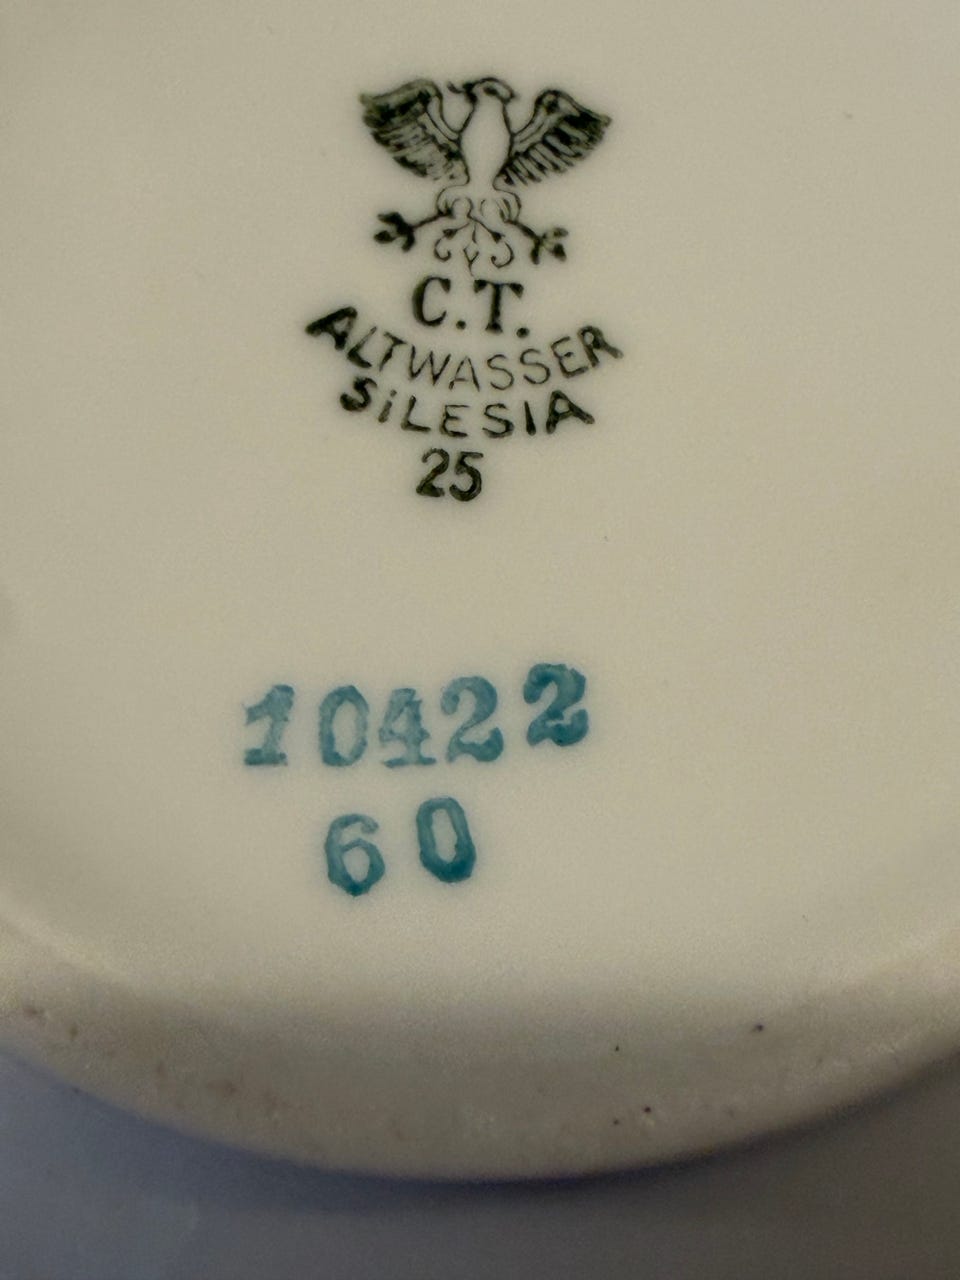 C.T.
ALTWASSER
SiLESIA
25
10422
60